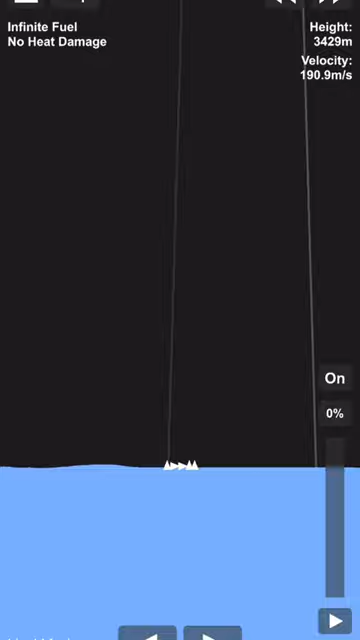 Infinite Fuel
No Heat Damage
Height:
3429m
Velocity:
190.9m/s
On
0%